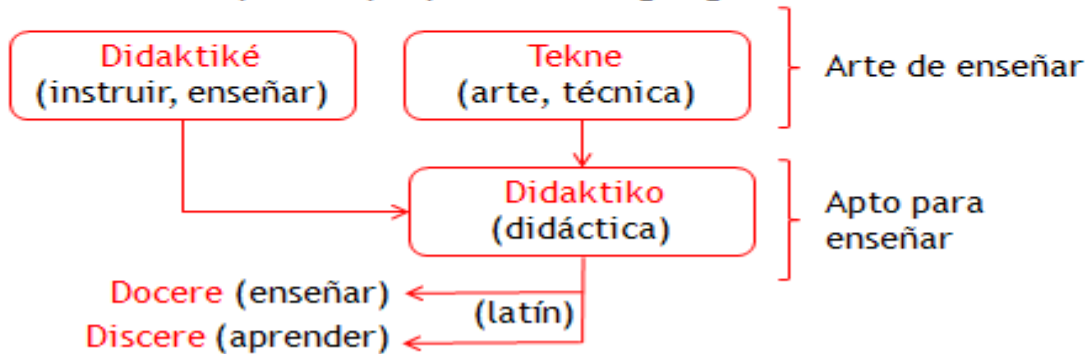 Didaktiké
(instruir, enseñar)
Tekne
(arte, técnica)
Arte de enseñar
Didaktiko
(didáctica)
Apto para
enseñar
Docere (enseñar)
(latín)
Discere (aprender)